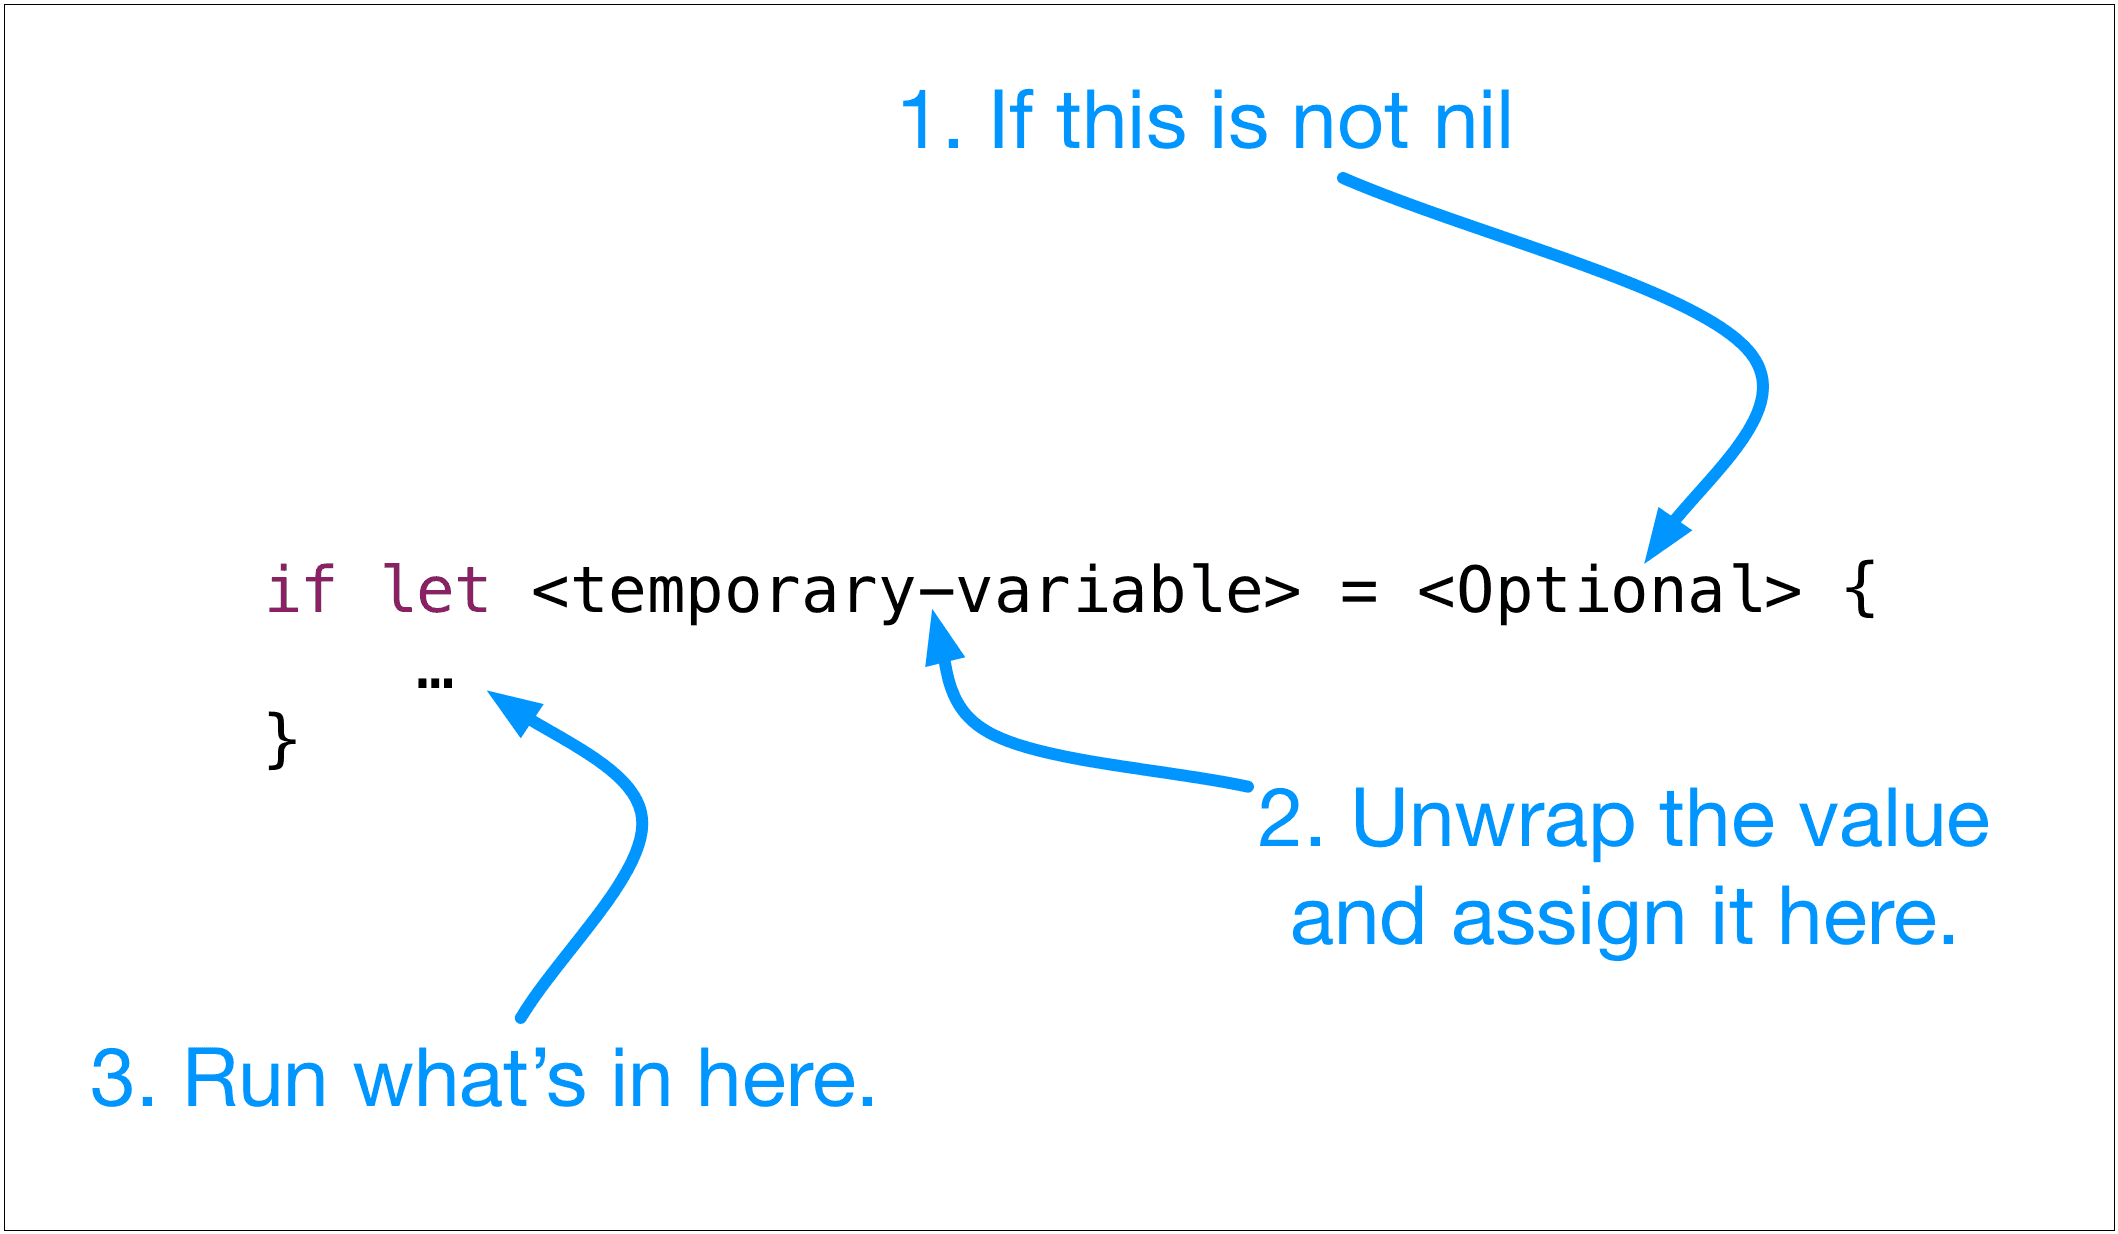 1. If this is not nil
if let <temporary-variable> = <Optional> {
…
}
2. Unwrap the value
and assign it here.
3. Run what’s in here.